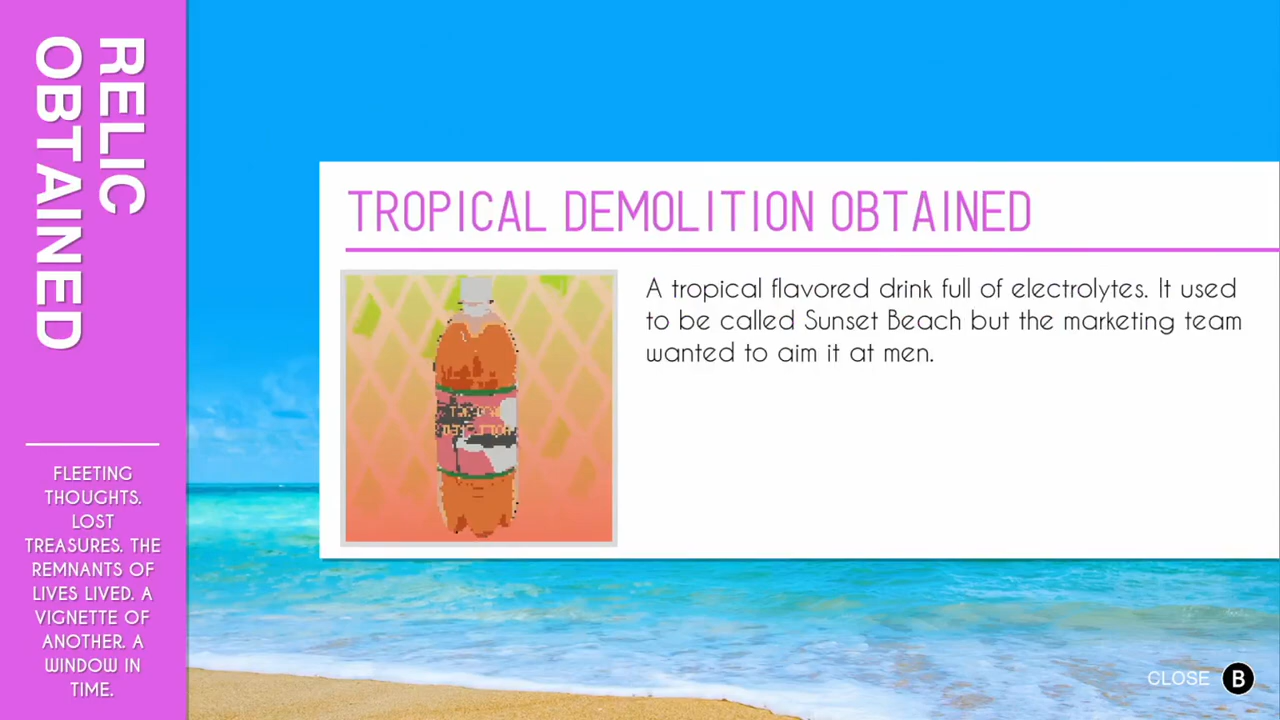 RELIC
OBTAINED
FLEETING
THOUGHTS.
LOST
TREASURES. THE
REMNANTS OF
LIVES LIVED. A
VIGNETTE OF
ANOTHER. A
WINDOW IN
TIME.
TROPICAL DEMOLITION OBTAINED
A tropical flavored drink full of electrolytes. It used
to be called Sunset Beach but the marketing team
wanted to aim it at men.
CLOSE B